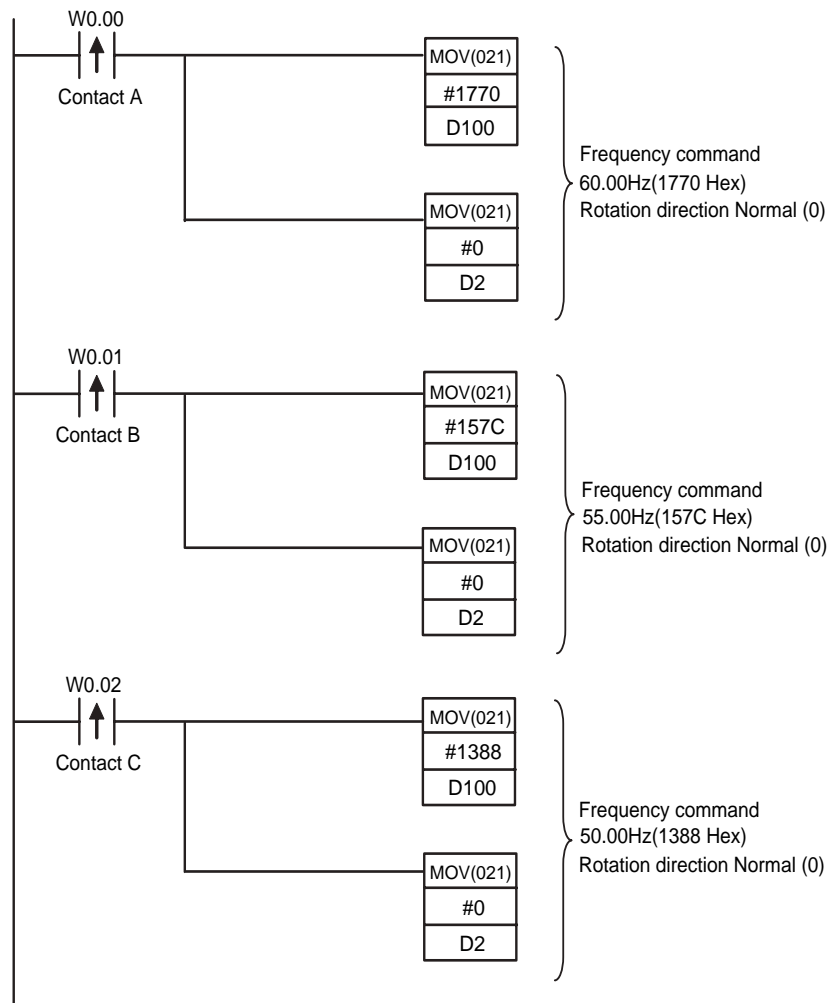 W0.00
Contact A
MOV(021)
#1770
D100
MOV(021)
#0
D2
Frequency command
60.00Hz(1770 Hex)
Rotation direction Normal (0)
W0.01
Contact B
MOV(021)
#157C
D100
MOV(021)
#0
D2
Frequency command
55.00Hz(157C Hex)
Rotation direction Normal (0)
W0.02
Contact C
MOV(021)
#1388
D100
MOV(021)
#0
D2
Frequency command
50.00Hz(1388 Hex)
Rotation direction Normal (0)